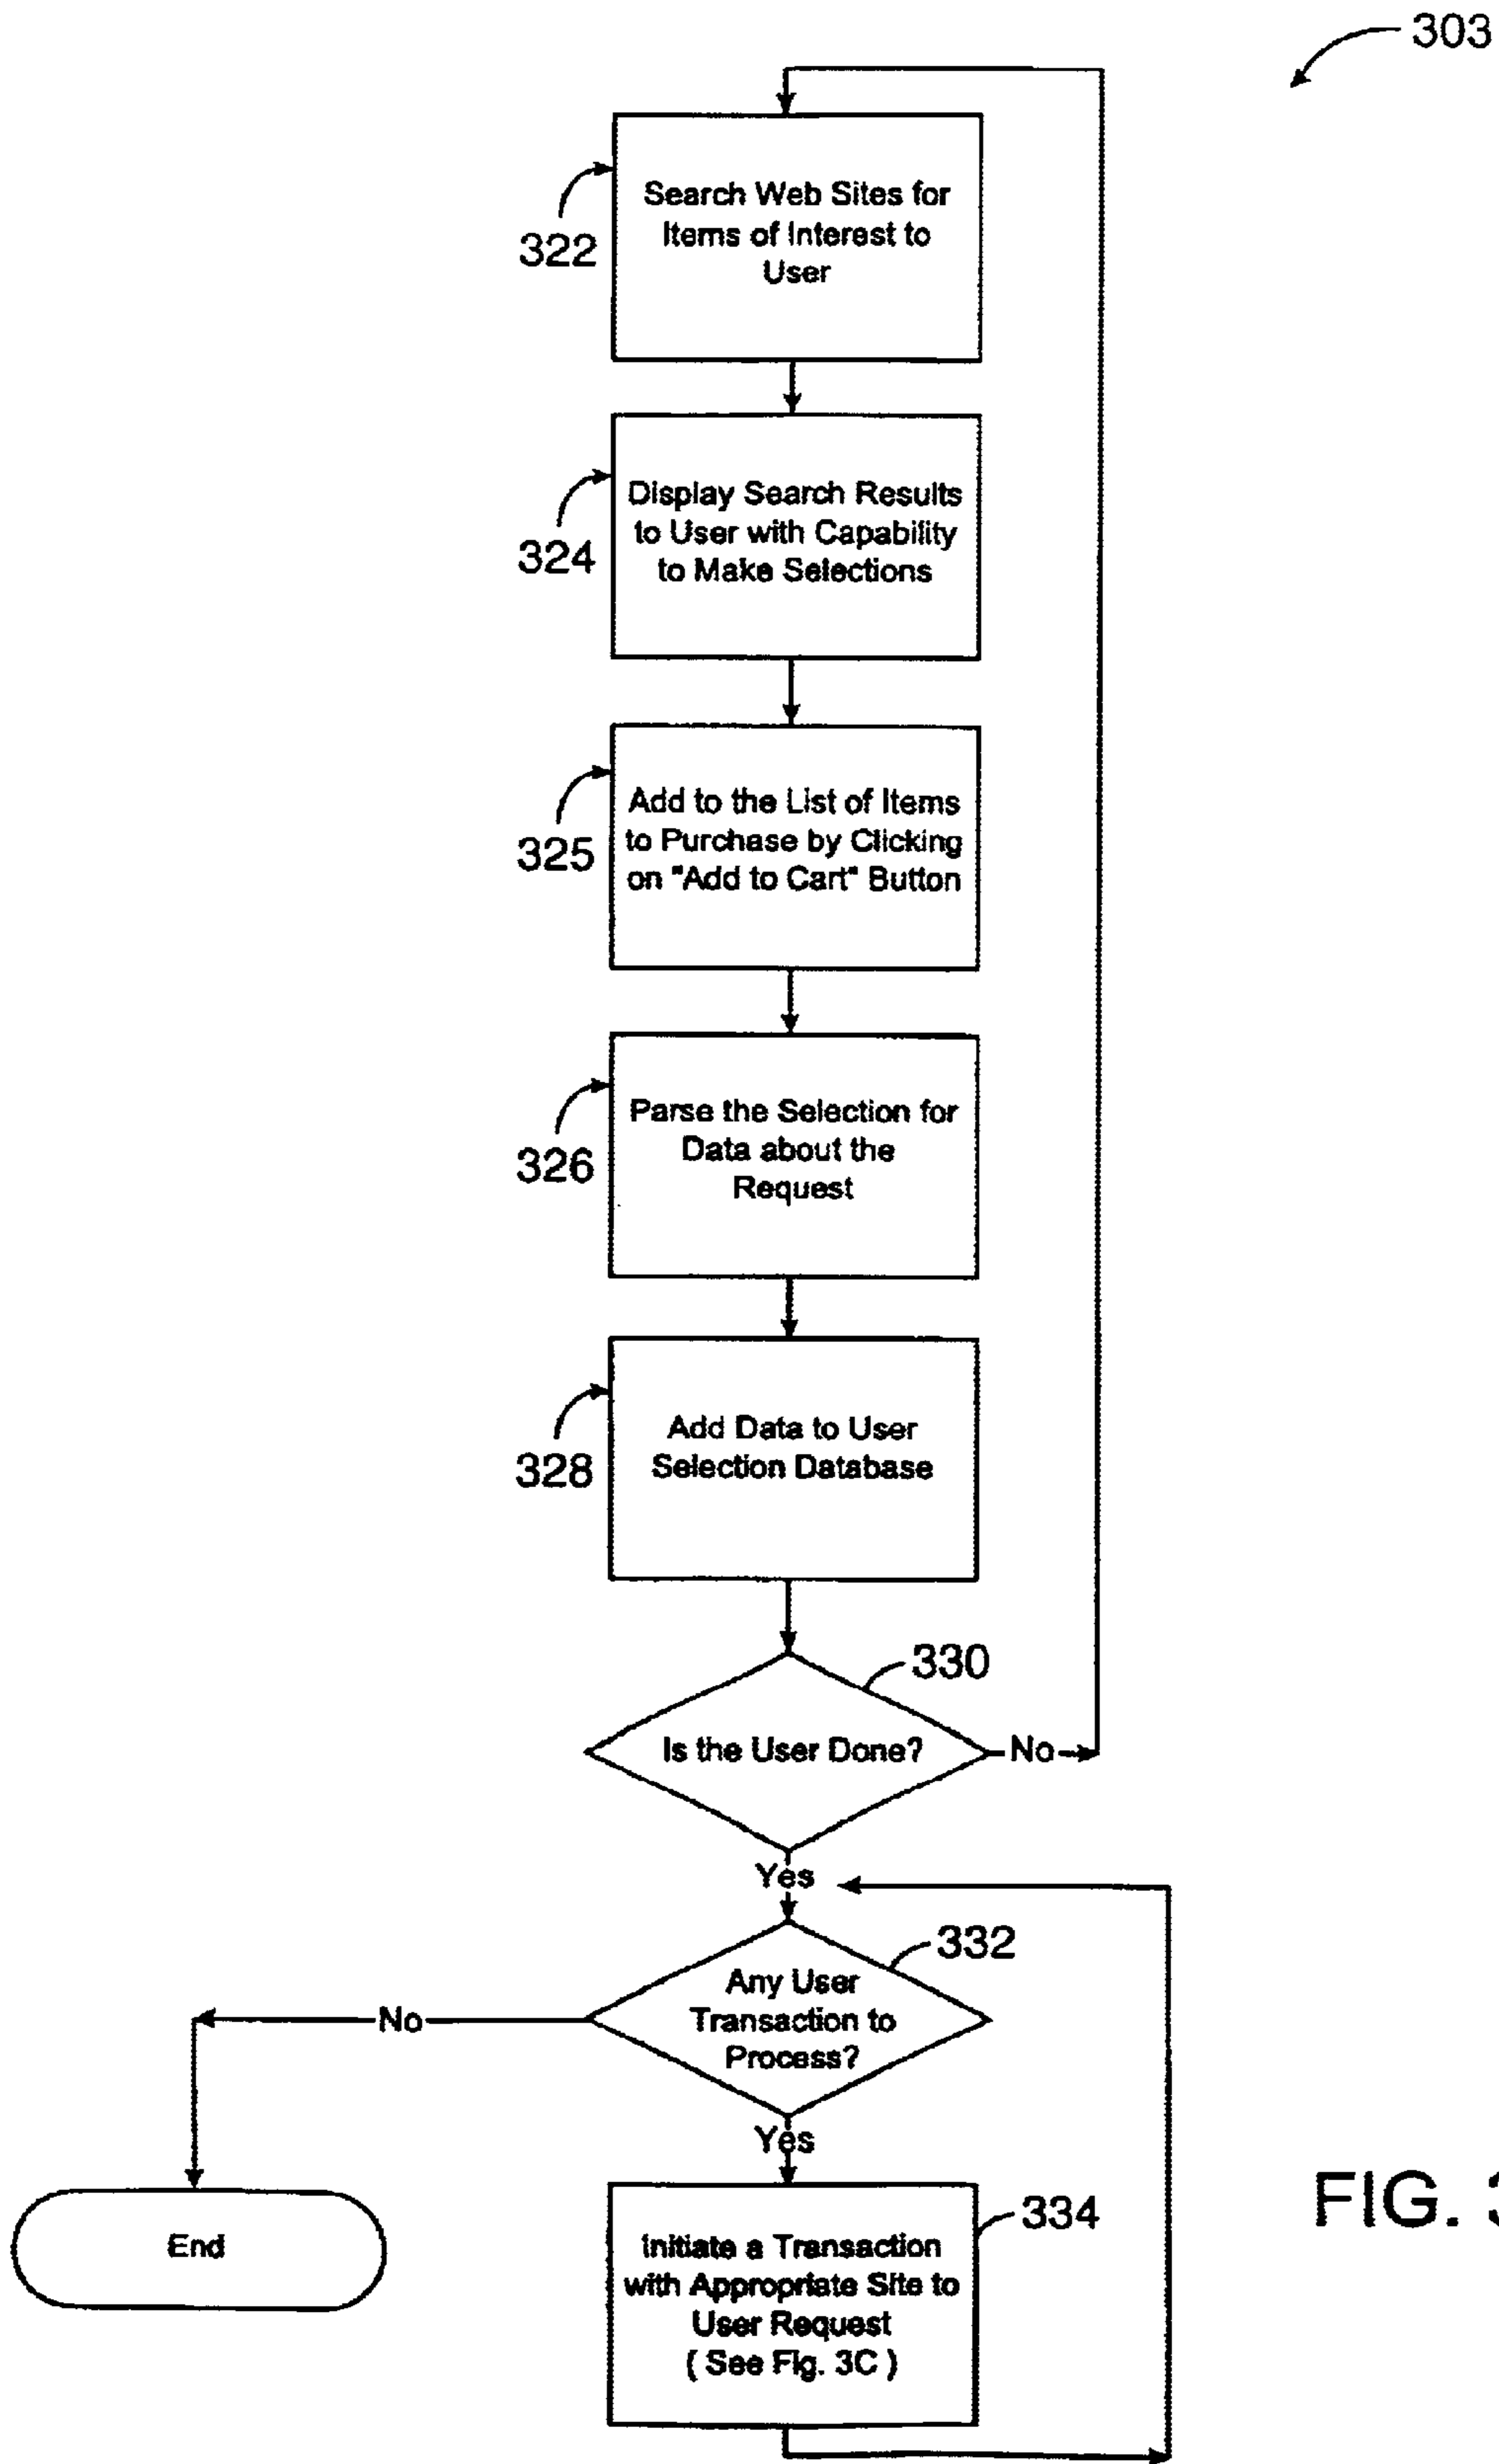 303
Search Web Sites for
Items of Interest to
User
322
Display Search Results
to User with Capability
to Make Selections
324
Add to the List of Items
to Purchase by Clicking
on "Add to Cart" Button
325
Parse the Selection for
Data about the
Request
326
Add Data to User
Selection Database
328
330
Is the User Done?
No
Yes
332
Any User
Transaction to
Process?
No
Yes
End
334
Initiate a Transaction
with Appropriate Site to
User Request
( See Fig. 3C )
FIG.